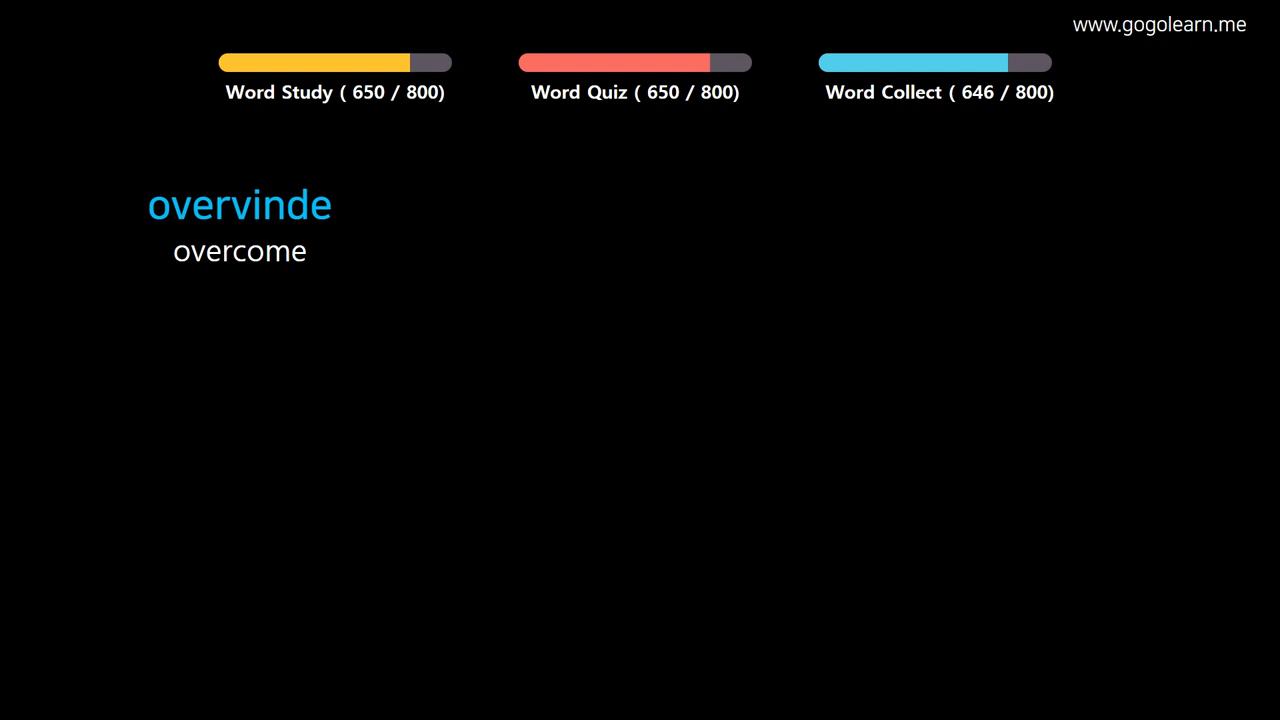 www.gogolearn.me
Word Study ( 650 / 800)
Word Quiz ( 650 / 800)
Word Collect ( 646 / 800)
overvinde
overcome